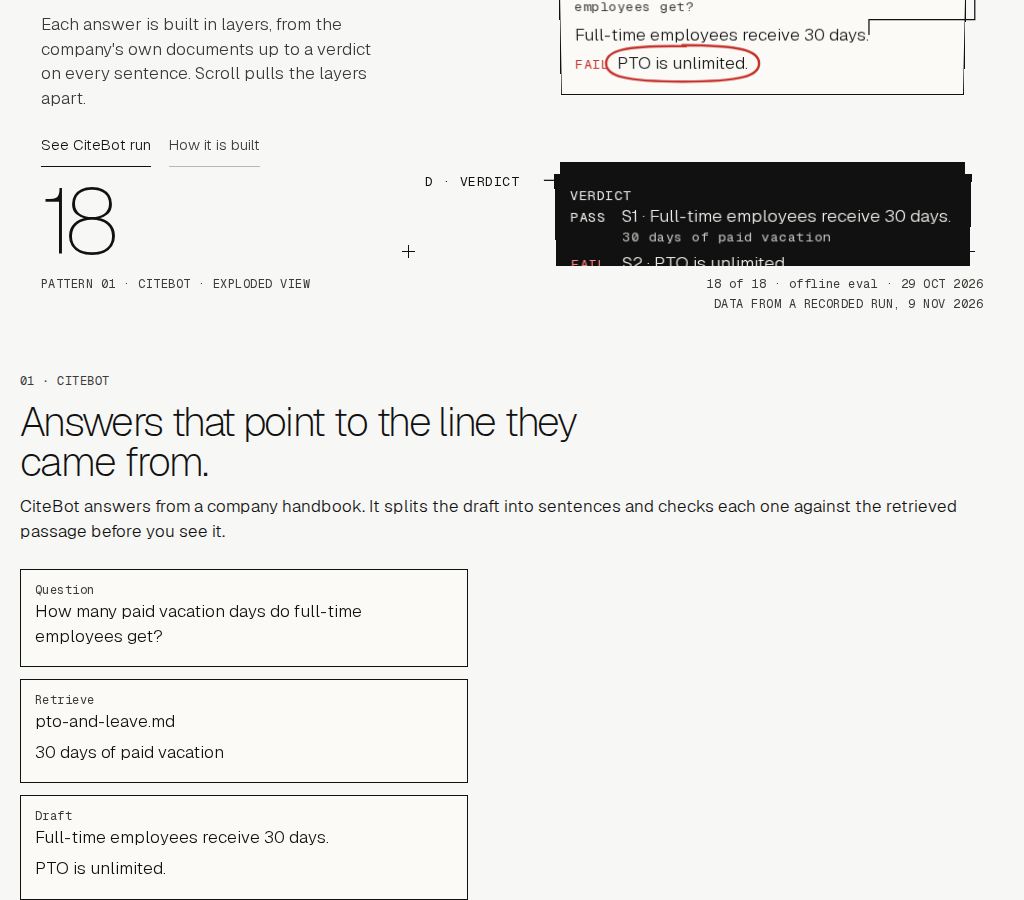 Each answer is built in layers, from the
company's own documents up to a verdict
on every sentence. Scroll pulls the layers
apart.
See CiteBot run
How it is built
18
PATTERN 01 · CITEBOT · EXPLODED VIEW
employees get?
Full-time employees receive 30 days.
FAIL PTO is unlimited.
D · VERDICT
VERDICT
PASS S1 · Full-time employees receive 30 days.
30 days of paid vacation
FAIL S2 · PTO is unlimited
18 of 18 · offline eval · 29 OCT 2026
DATA FROM A RECORDED RUN, 9 NOV 2026
01 · CITEBOT
Answers that point to the line they
came from.
CiteBot answers from a company handbook. It splits the draft into sentences and checks each one against the retrieved
passage before you see it.
Question
How many paid vacation days do full-time
employees get?
Retrieve
pto-and-leave.md
30 days of paid vacation
Draft
Full-time employees receive 30 days.
PTO is unlimited.